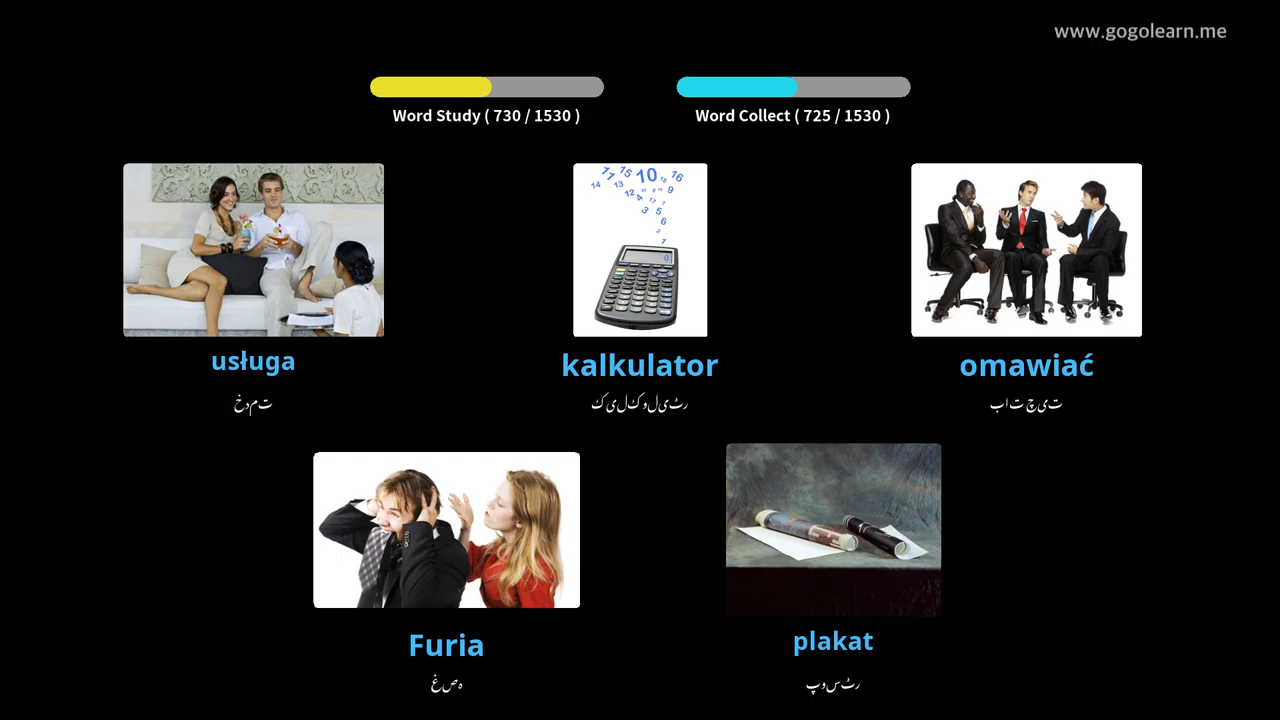 www.gogolearn.me
Word Study ( 730 / 1530 )
Word Collect ( 725 / 1530 )
usługa
kalkulator
omawiać
خدمت
کیلکولیٹر
بات چیت
Furia
plakat
غصہ
پوسٹر